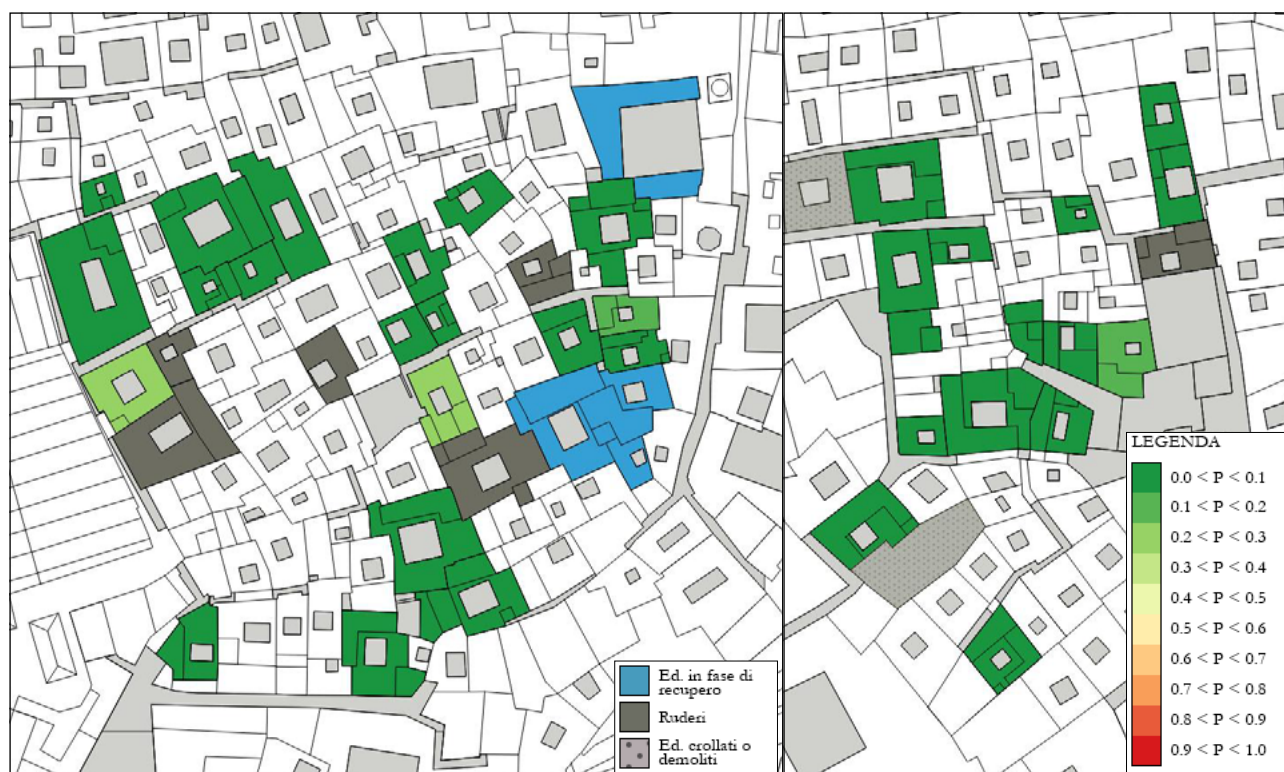 Ed. in fase di
recupero
Ruderi
Ed. crollati o
demoliti
LEGENDA
0.0 < P < 0.1
0.1 < P < 0.2
0.2 < P < 0.3
0.3 < P < 0.4
0.4 < P < 0.5
0.5 < P < 0.6
0.6 < P < 0.7
0.7 < P < 0.8
0.8 < P < 0.9
0.9 < P < 1.0